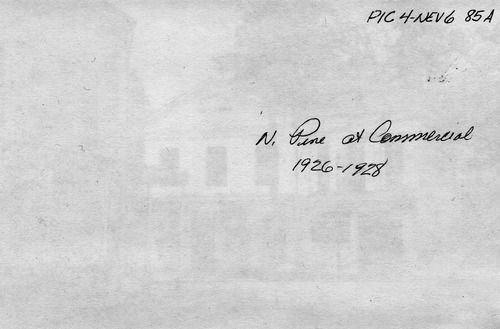 PIC 4-NEV6 85A
N. Pine at Commercial
1926-1928